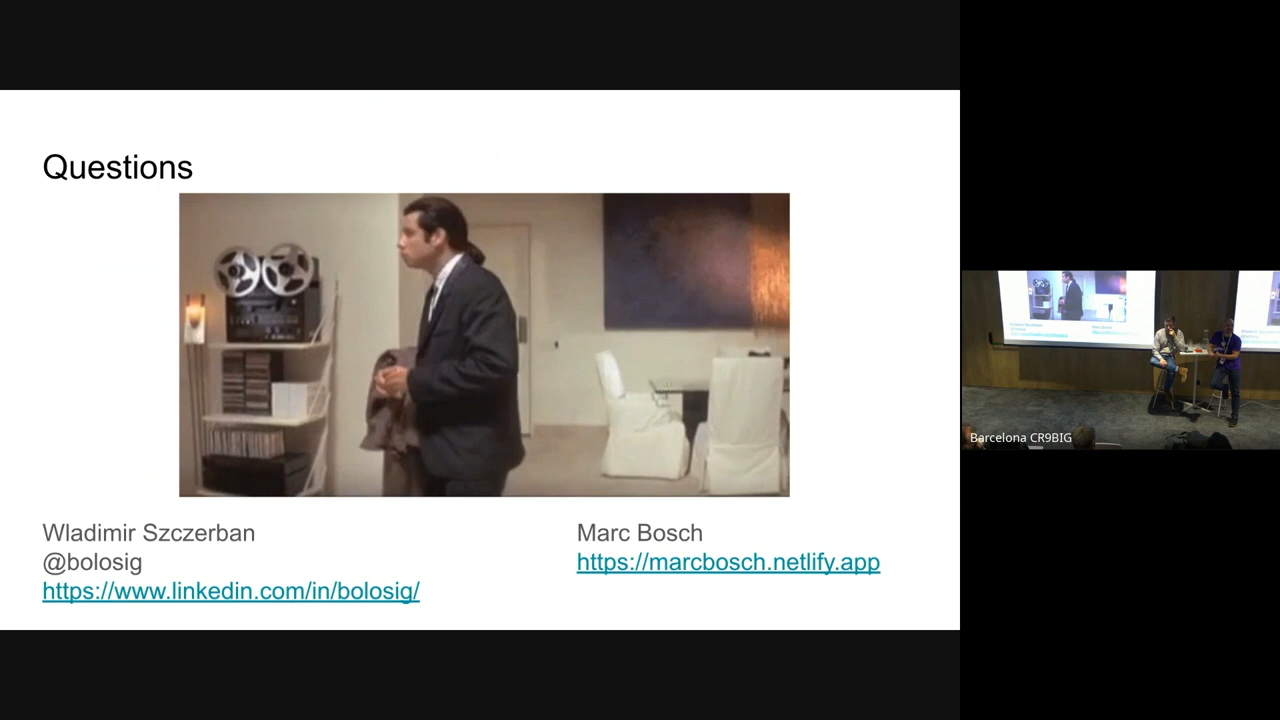 Questions
Wladimir Szczerban
@bolosig
https://www.linkedin.com/in/bolosig/
Marc Bosch
https://marcbosch.netlify.app
Barcelona CR9BIG